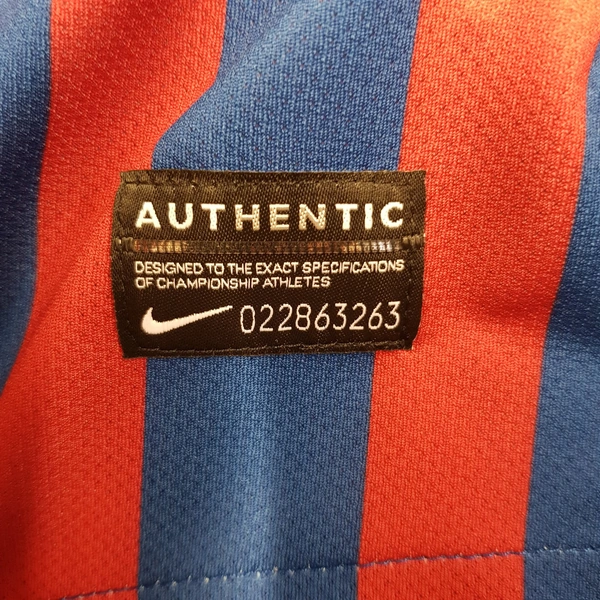 AUTHENTIC
DESIGNED TO THE EXACT SPECIFICATIONS
OF CHAMPIONSHIP ATHLETES
022863263